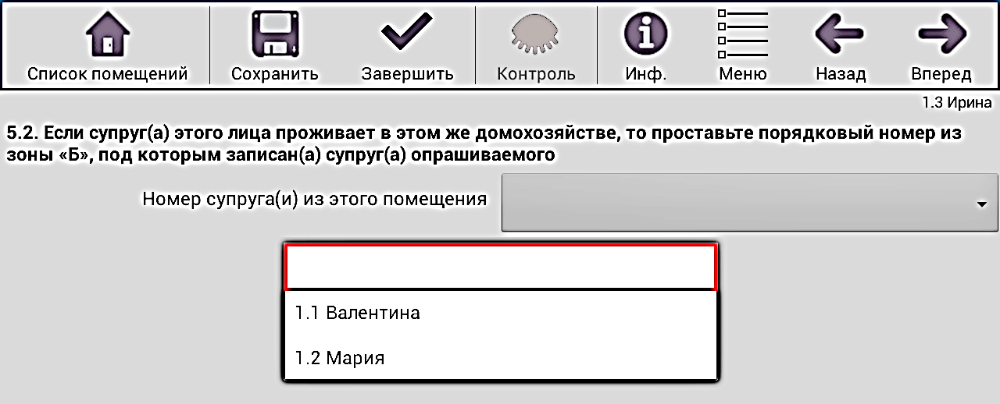 Список помещений
Сохранить
Завершить
Контроль
Инф.
Меню
Назад
Вперед
1.3 Ирина
5.2. Если супруг(а) этого лица проживает в этом же домохозяйстве, то проставьте порядковый номер из
зоны «Б», под которым записан(а) супруг(а) опрашиваемого
Номер супруга(и) из этого помещения
1.1 Валентина
1.2 Мария